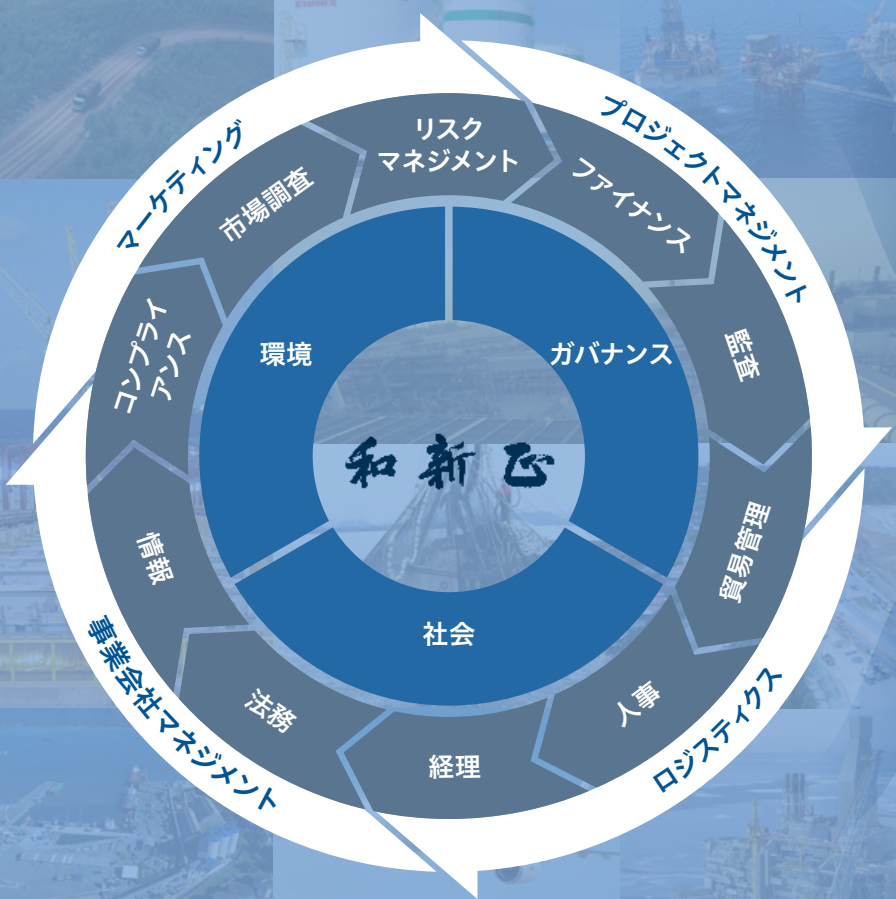 プロジェクトマネジメント
ロジスティクス
事業会社マネジメント
マーケティング
リスク
マネジメント
ファイナンス
監査
貿易管理
人事
経理
法務
情報
コンプライ
アンス
市場調査
環境
ガバナンス
社会
和 新 正